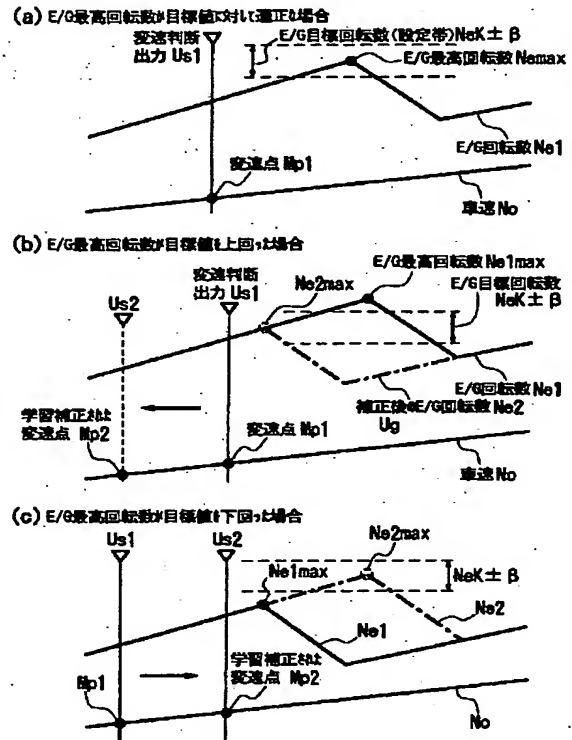 (a) E/G最高回転数が目標値に対して適正な場合
変速判断
出力 Us1
E/G目標回転数(設定帯)NeK± β
E/G最高回転数 Nemax
E/G回転数 Ne1
変速点 Mp1
車速 No
(b) E/G最高回転数が目標値を上回った場合
Us2
変速判断
出力 Us1
Ne2max
E/G最高回転数 Ne1max
E/G目標回転数
NeK± β
E/G回転数 Ne1
補正後のE/G回転数 Ne2
Ug
学習補正された
変速点 Mp2
変速点 Mp1
車速 No
(c) E/G最高回転数が目標値を下回った場合
Us1
Us2
Ne2max
Ne1max
NeK± β
Ne1
Ne2
学習補正された
変速点 Mp2
Mp1
No